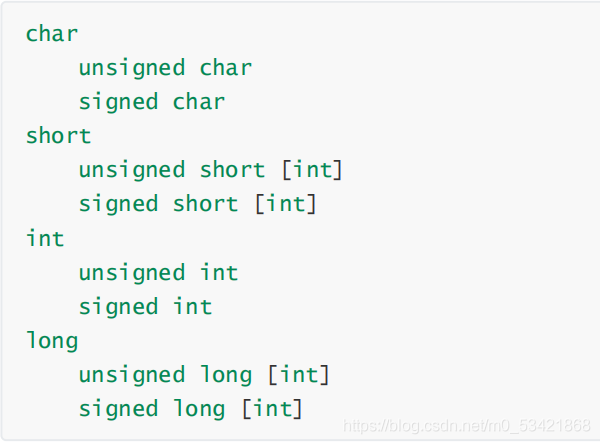 char
    unsigned char
    signed char
short
    unsigned short [int]
    signed short [int]
int
    unsigned int
    signed int
long
    unsigned long [int]
    signed long [int]
https://blog.csdn.net/m0_53421868